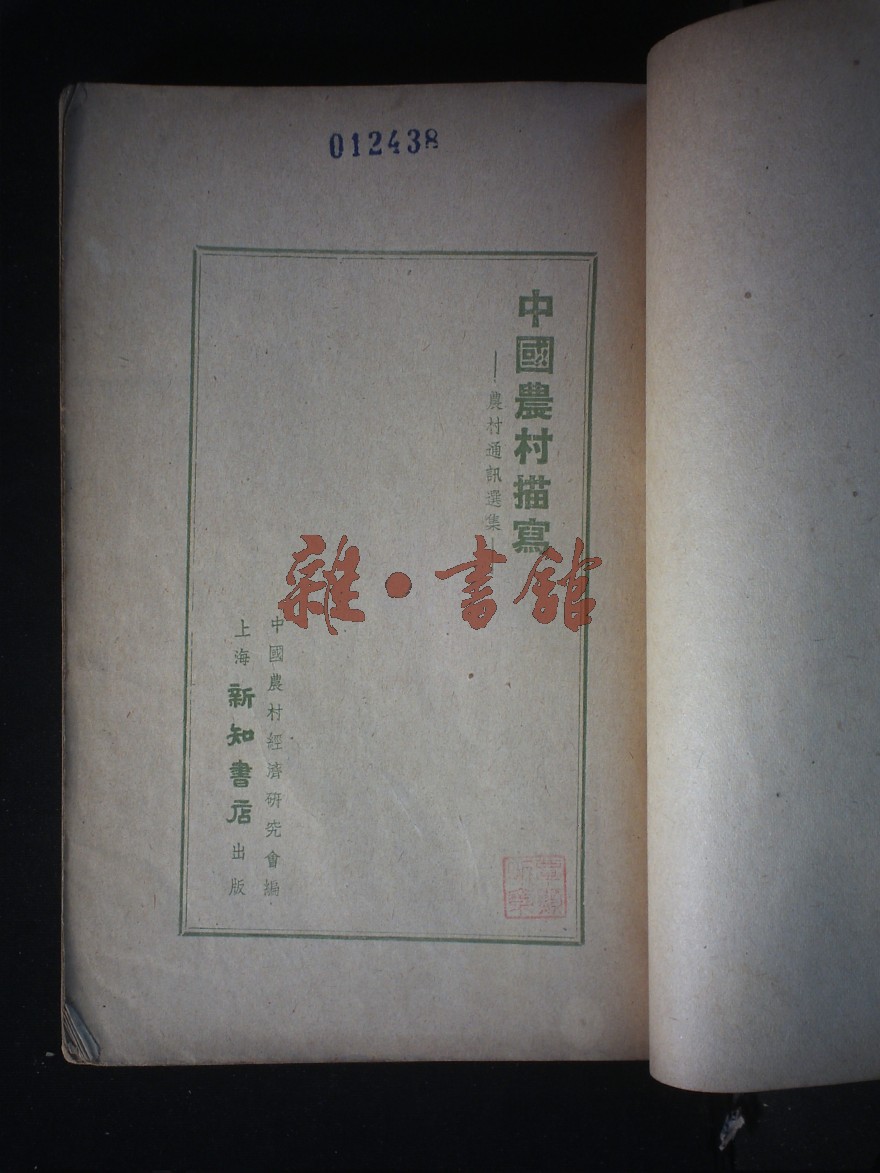 012438
中國農村描寫
——農村通訊選集——
中國農村經濟研究會編
上海新知書店出版
雜·書館